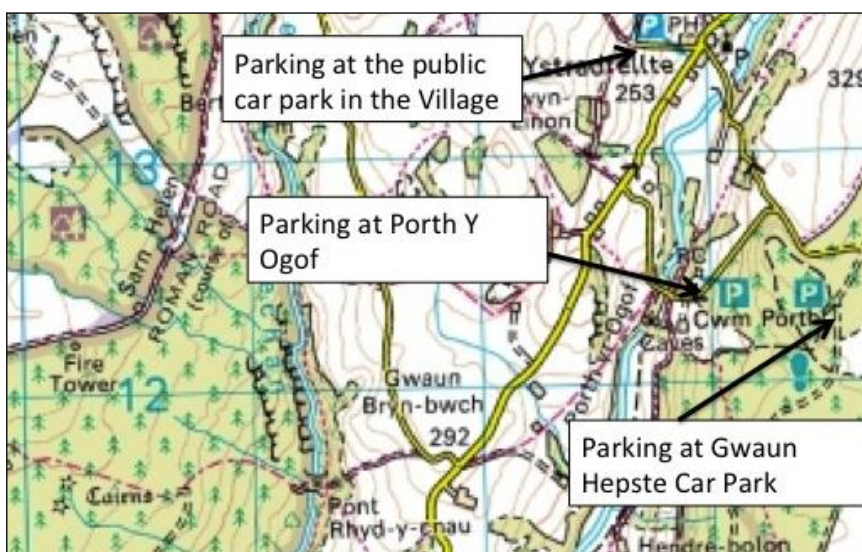 P
PH
Parking at the public
car park in the Village
P
253
329
13
Parking at Porth Y
Ogof
Sarn Helen
ROMAN ROAD
(course of)
P
P
Cwm Porth
Caves
Porth yr Ogof
Fire
Tower
12
Gwaun
Bryn-bwch
292
Parking at Gwaun
Hepste Car Park
Cairns
Pont
Rhyd-y-cnau
Hendre-bolon